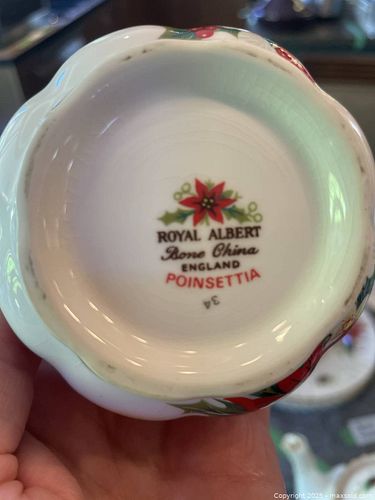 ROYAL ALBERT
Bone China
ENGLAND
POINSETTIA
34
Copyright 2025 - maxsold.com